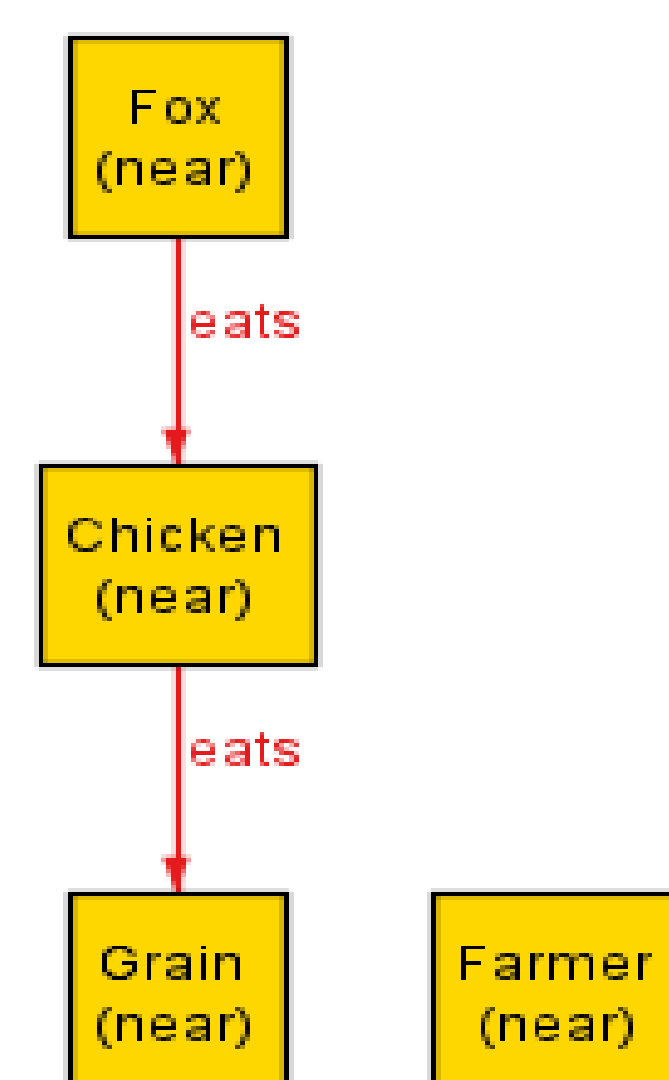 Fox
(near)
eats
Chicken
(near)
eats
Grain
(near)
Farmer
(near)